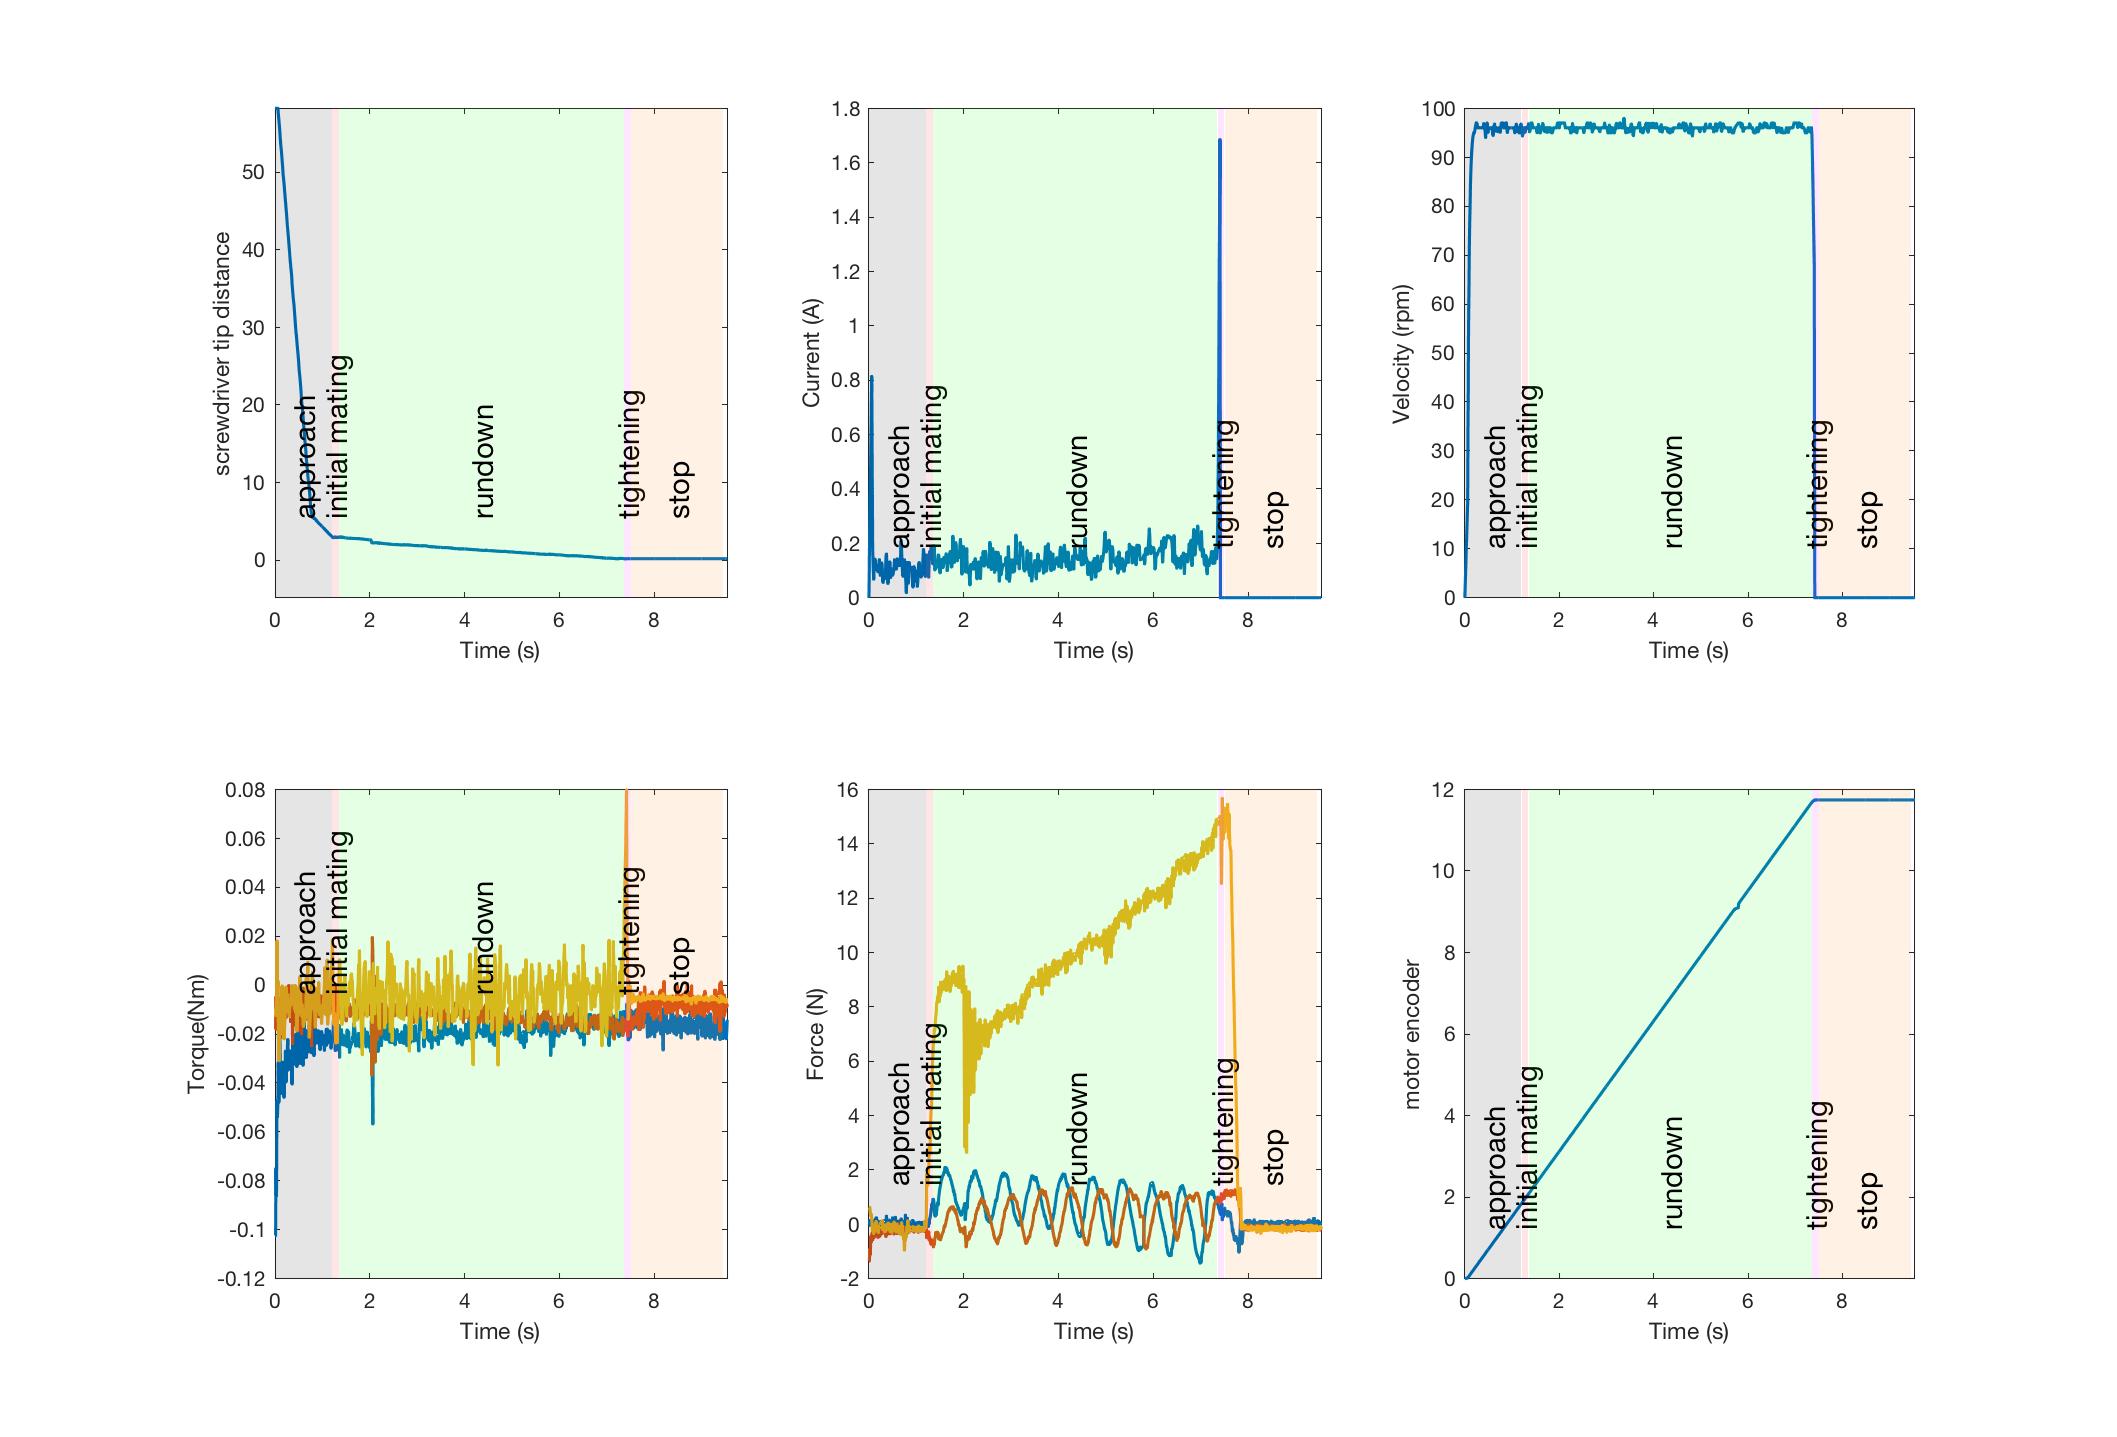 screwdriver tip distance
50
40
30
20
10
0
approach
initial mating
rundown
tightening
stop
0 2 4 6 8
Time (s)
Current (A)
1.8
1.6
1.4
1.2
1
0.8
0.6
0.4
0.2
0
approach
initial mating
rundown
tightening
stop
0 2 4 6 8
Time (s)
Velocity (rpm)
100
90
80
70
60
50
40
30
20
10
0
approach
initial mating
rundown
tightening
stop
0 2 4 6 8
Time (s)
Torque(Nm)
0.08
0.06
0.04
0.02
0
-0.02
-0.04
-0.06
-0.08
-0.1
-0.12
approach
initial mating
rundown
tightening
stop
0 2 4 6 8
Time (s)
Force (N)
16
14
12
10
8
6
4
2
0
-2
approach
initial mating
rundown
tightening
stop
0 2 4 6 8
Time (s)
motor encoder
12
10
8
6
4
2
0
approach
initial mating
rundown
tightening
stop
0 2 4 6 8
Time (s)